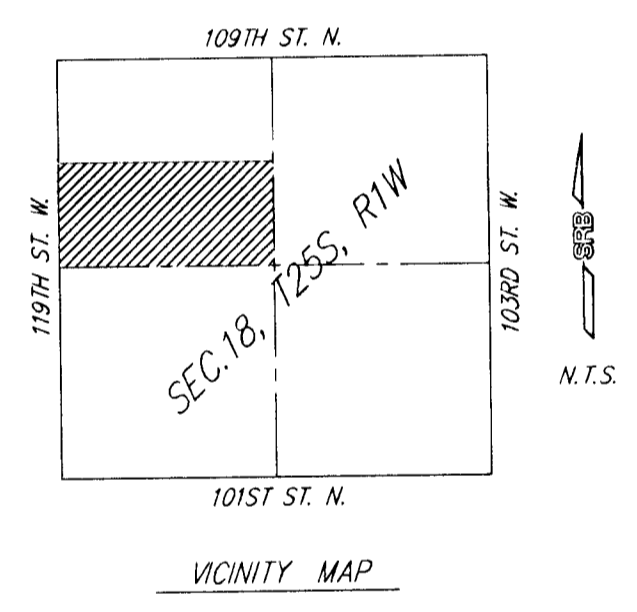 109TH ST. N.
119TH ST. W.
SEC.18, T25S, R1W
103RD ST. W.
SRB
N.T.S.
101ST ST. N.
VICINITY MAP